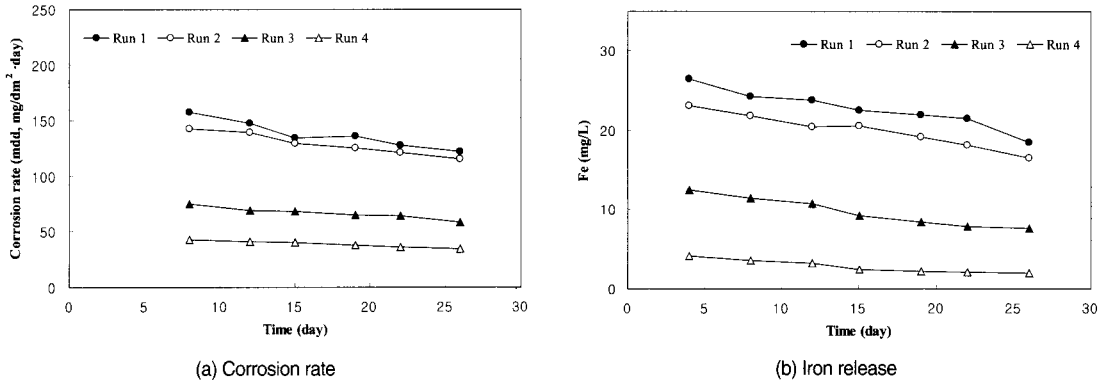 250
200
150
100
50
0
Corrosion rate (mdd, mg/dm² ·day)
Run 1 Run 2 Run 3 Run 4
0 5 10 15 20 25 30
Time (day)
(a) Corrosion rate
30
20
10
0
Fe (mg/L)
Run 1 Run 2 Run 3 Run 4
0 5 10 15 20 25 30
Time (day)
(b) Iron release